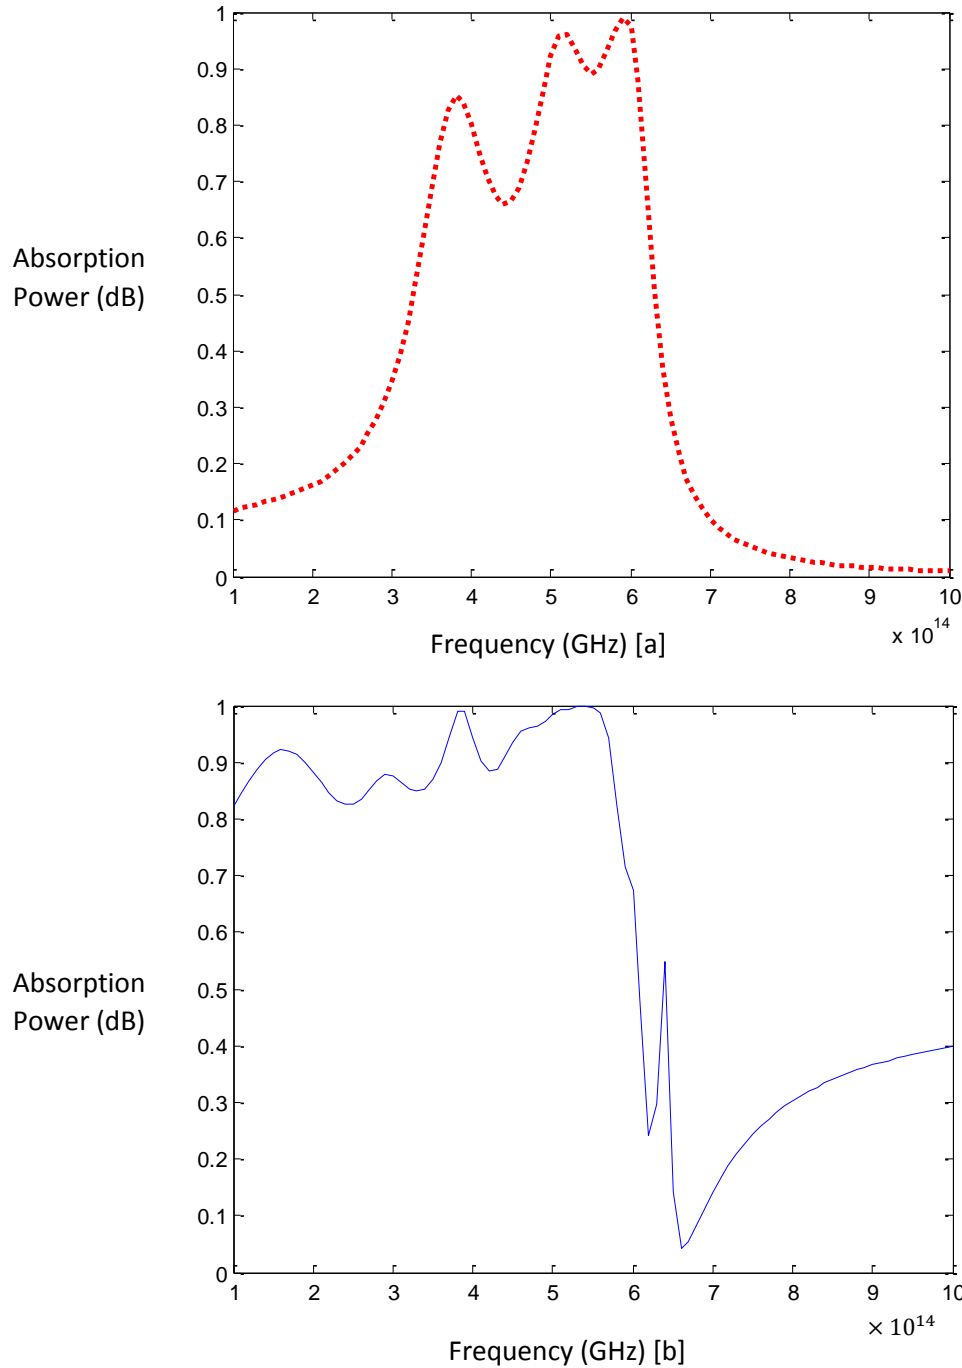 1
0.9
0.8
0.7
0.6
Absorption
Power (dB)
0.5
0.4
0.3
0.2
0.1
0
1 2 3 4 5 6 7 8 9 10
x 10^14
Frequency (GHz) [a]
1
0.9
0.8
0.7
0.6
Absorption
Power (dB)
0.5
0.4
0.3
0.2
0.1
0
1 2 3 4 5 6 7 8 9 10
× 10^14
Frequency (GHz) [b]